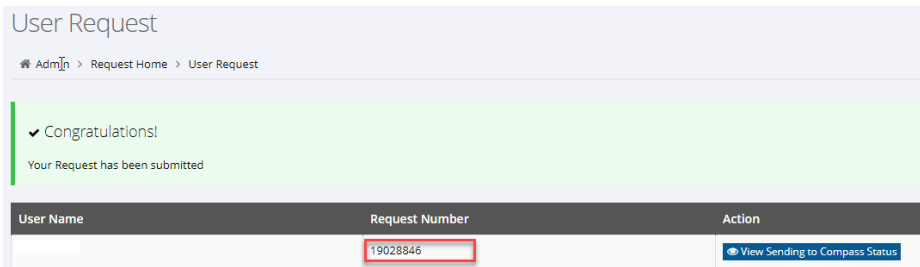 User Request
Admin > Request Home > User Request
Congratulations!
Your Request has been submitted
User Name Request Number Action
19028846 View Sending to Compass Status